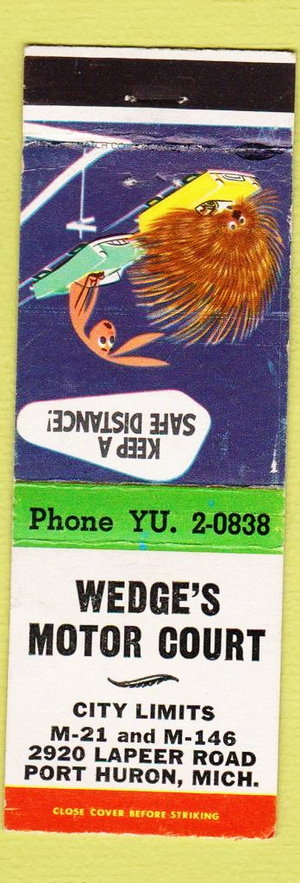 KEEP A
SAFE DISTANCE!
Phone YU. 2-0838
WEDGE'S
MOTOR COURT
CITY LIMITS
M-21 and M-146
2920 LAPEER ROAD
PORT HURON, MICH.
CLOSE COVER BEFORE STRIKING